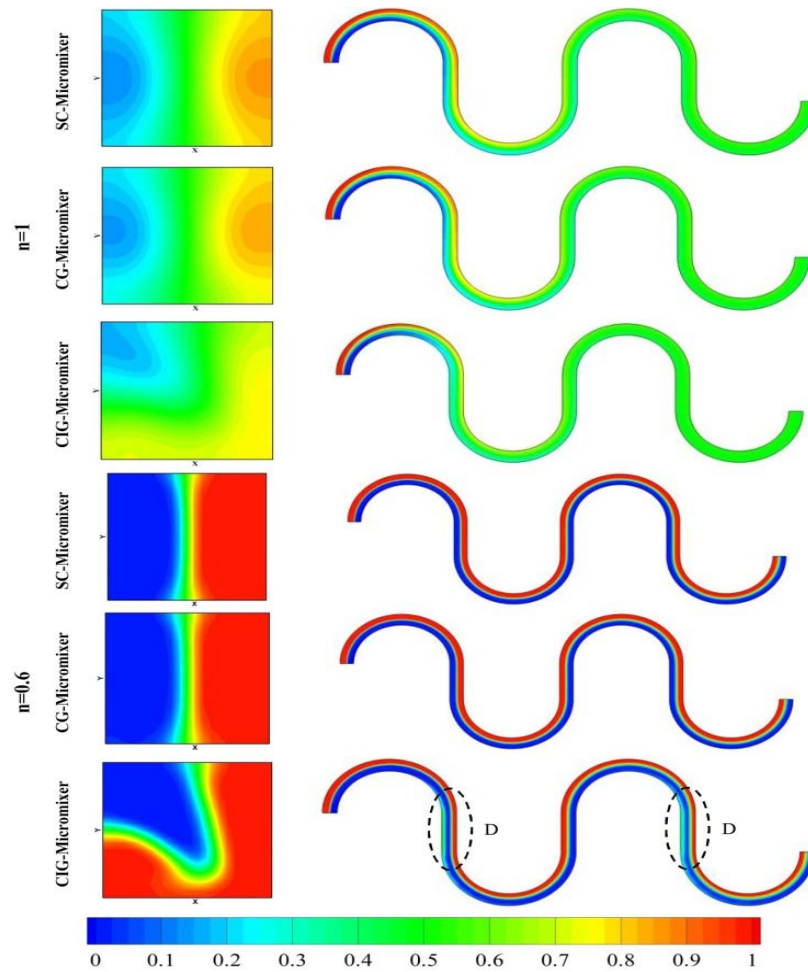 n=1
SC-Micromixer
Y
X
CG-Micromixer
Y
X
CIG-Micromixer
Y
X
n=0.6
SC-Micromixer
Y
X
CG-Micromixer
Y
X
CIG-Micromixer
Y
X
D
D
0 0.1 0.2 0.3 0.4 0.5 0.6 0.7 0.8 0.9 1